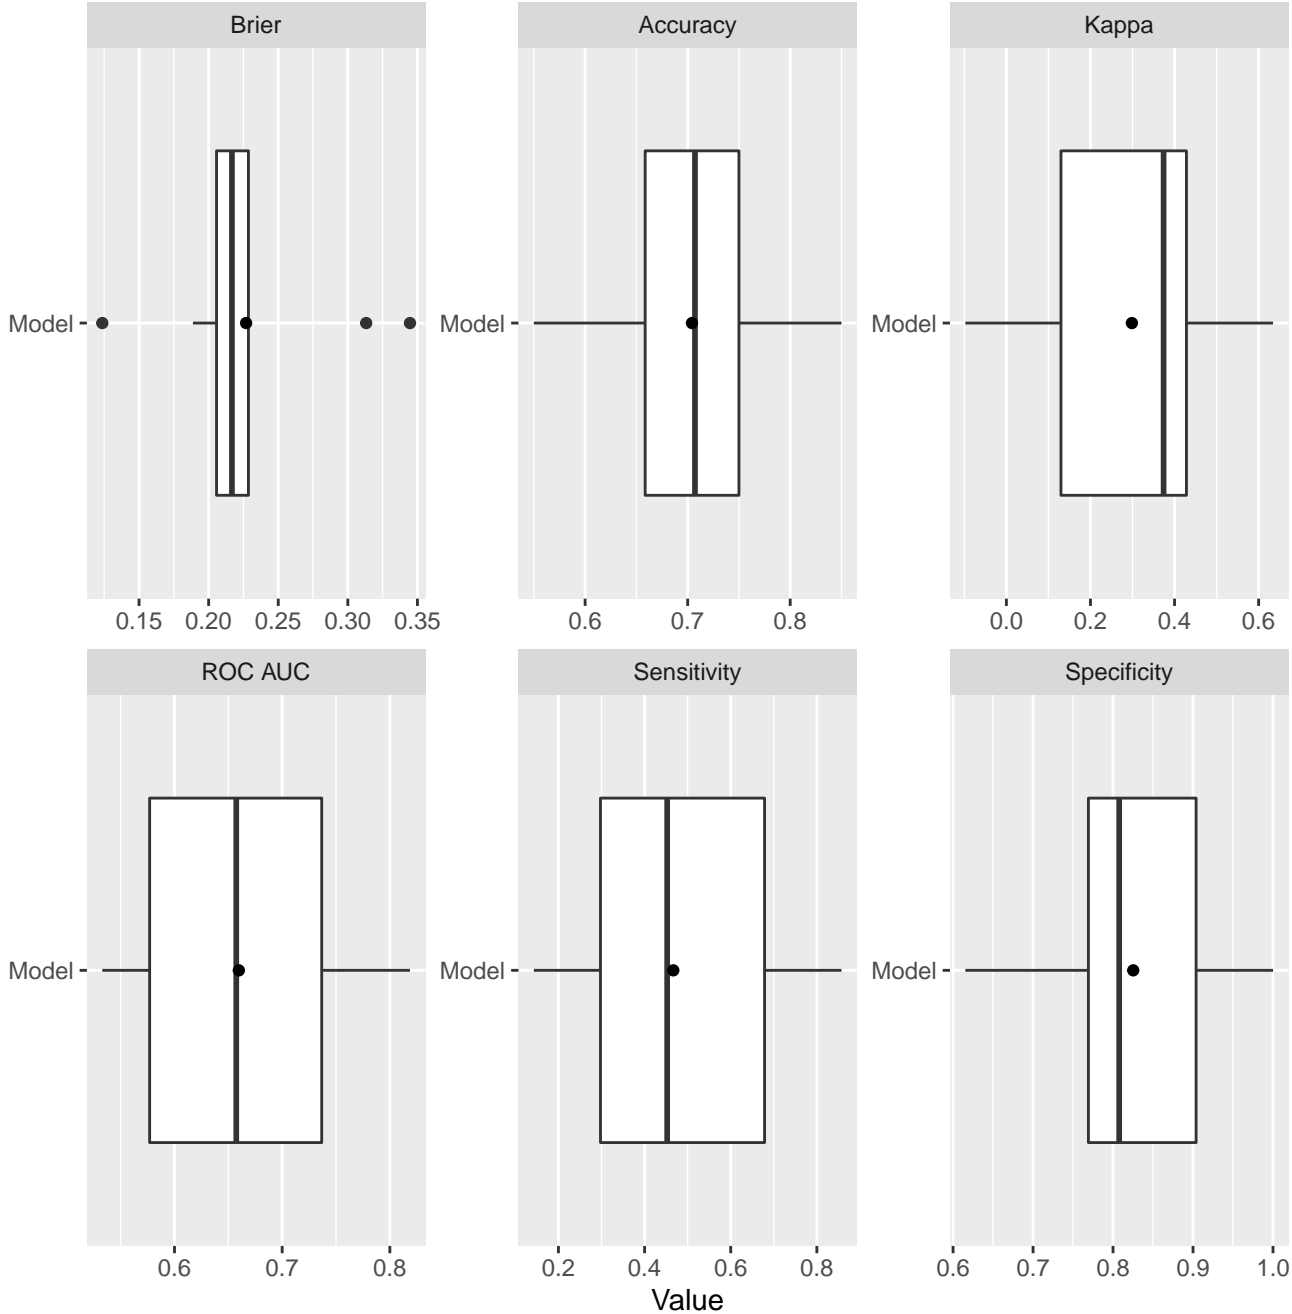 Brier Accuracy Kappa
Model Model Model
0.15 0.20 0.25 0.30 0.35 0.6 0.7 0.8 0.0 0.2 0.4 0.6
ROC AUC Sensitivity Specificity
Model Model Model
0.6 0.7 0.8 0.2 0.4 0.6 0.8 0.6 0.7 0.8 0.9 1.0
Value